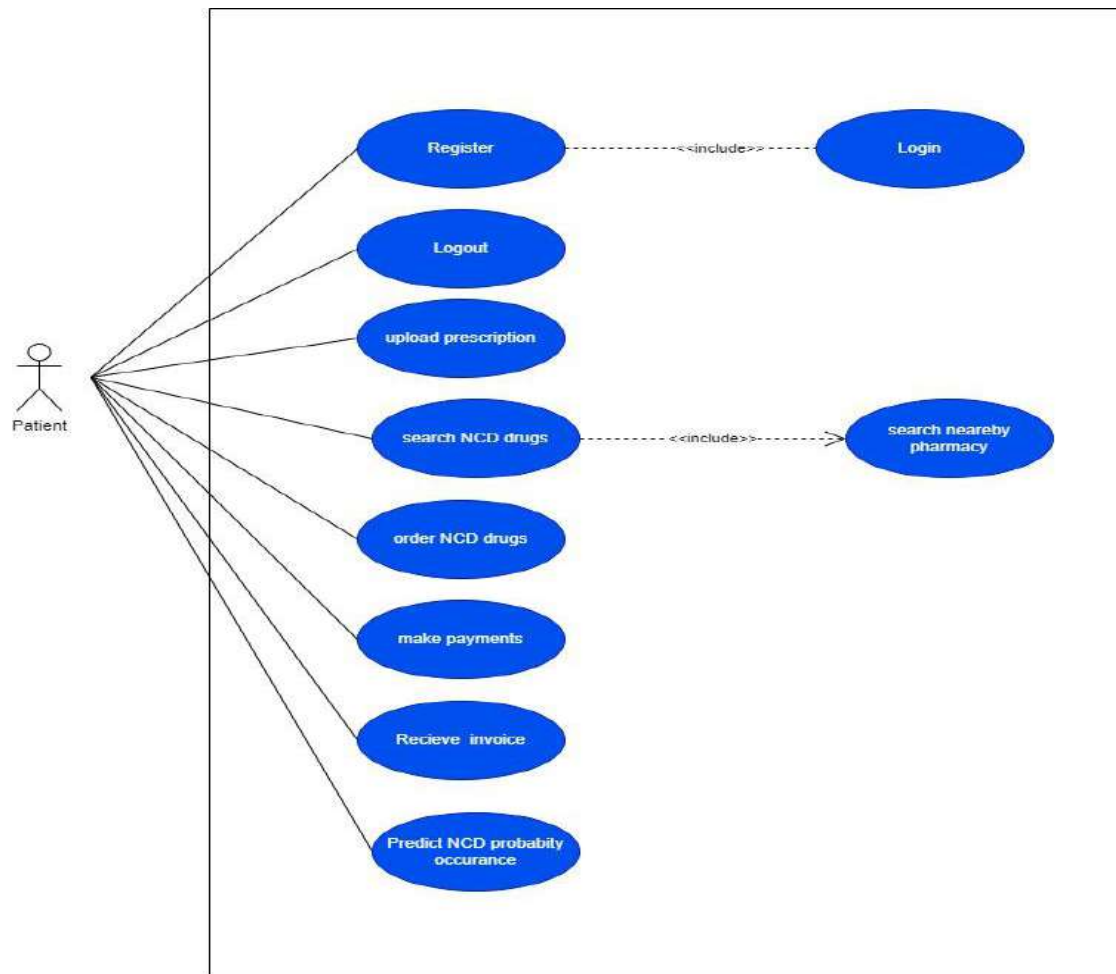 Register
<<include>>
Login
Logout
upload prescription
Patient
search NCD drugs
<<include>>
search neareby
pharmacy
order NCD drugs
make payments
Recieve invoice
Predict NCD probabity
occurance